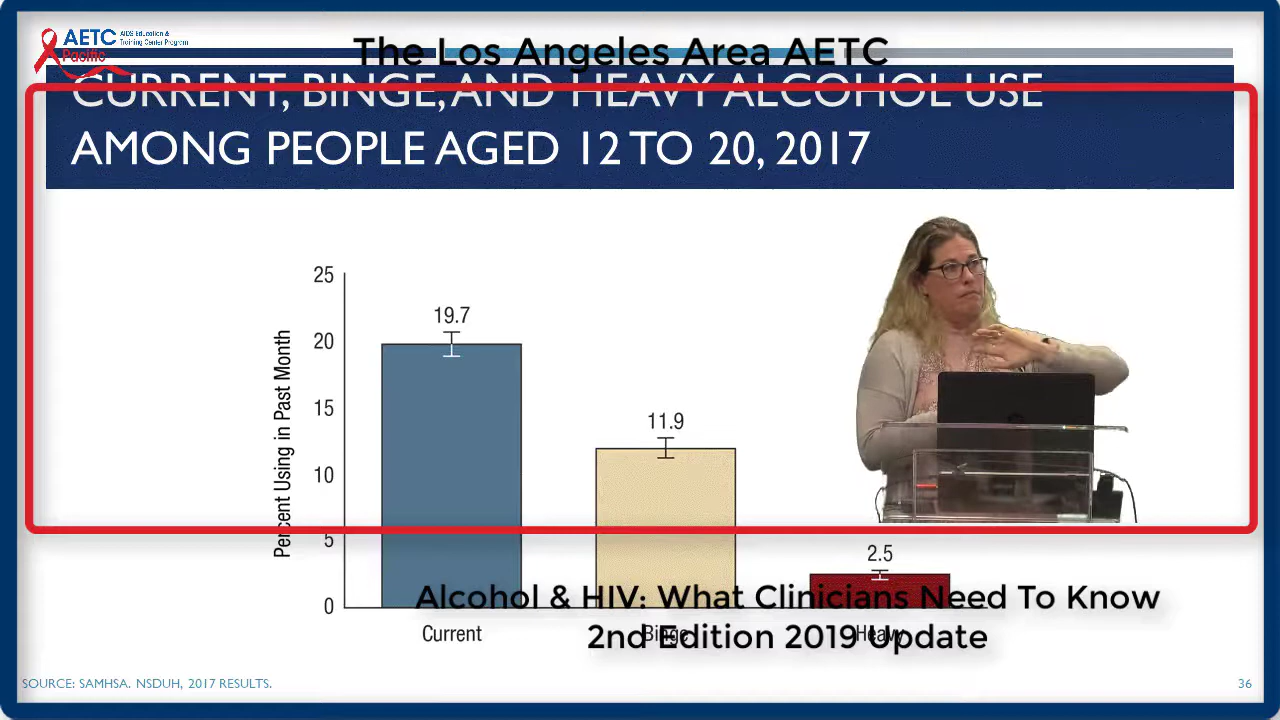 AETC AIDS Education &
Training Center Program
Pacific
The Los Angeles Area AETC
CURRENT, BINGE, AND HEAVY ALCOHOL USE
AMONG PEOPLE AGED 12 TO 20, 2017
Percent Using in Past Month
25
20
15
10
5
0
19.7
11.9
2.5
Current
Binge
Heavy
Alcohol & HIV: What Clinicians Need To Know
2nd Edition 2019 Update
SOURCE: SAMHSA. NSDUH, 2017 RESULTS.
36